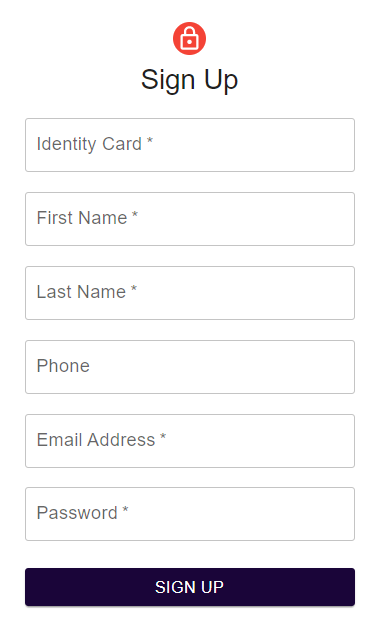 Sign Up
Identity Card *
First Name *
Last Name *
Phone
Email Address *
Password *
SIGN UP